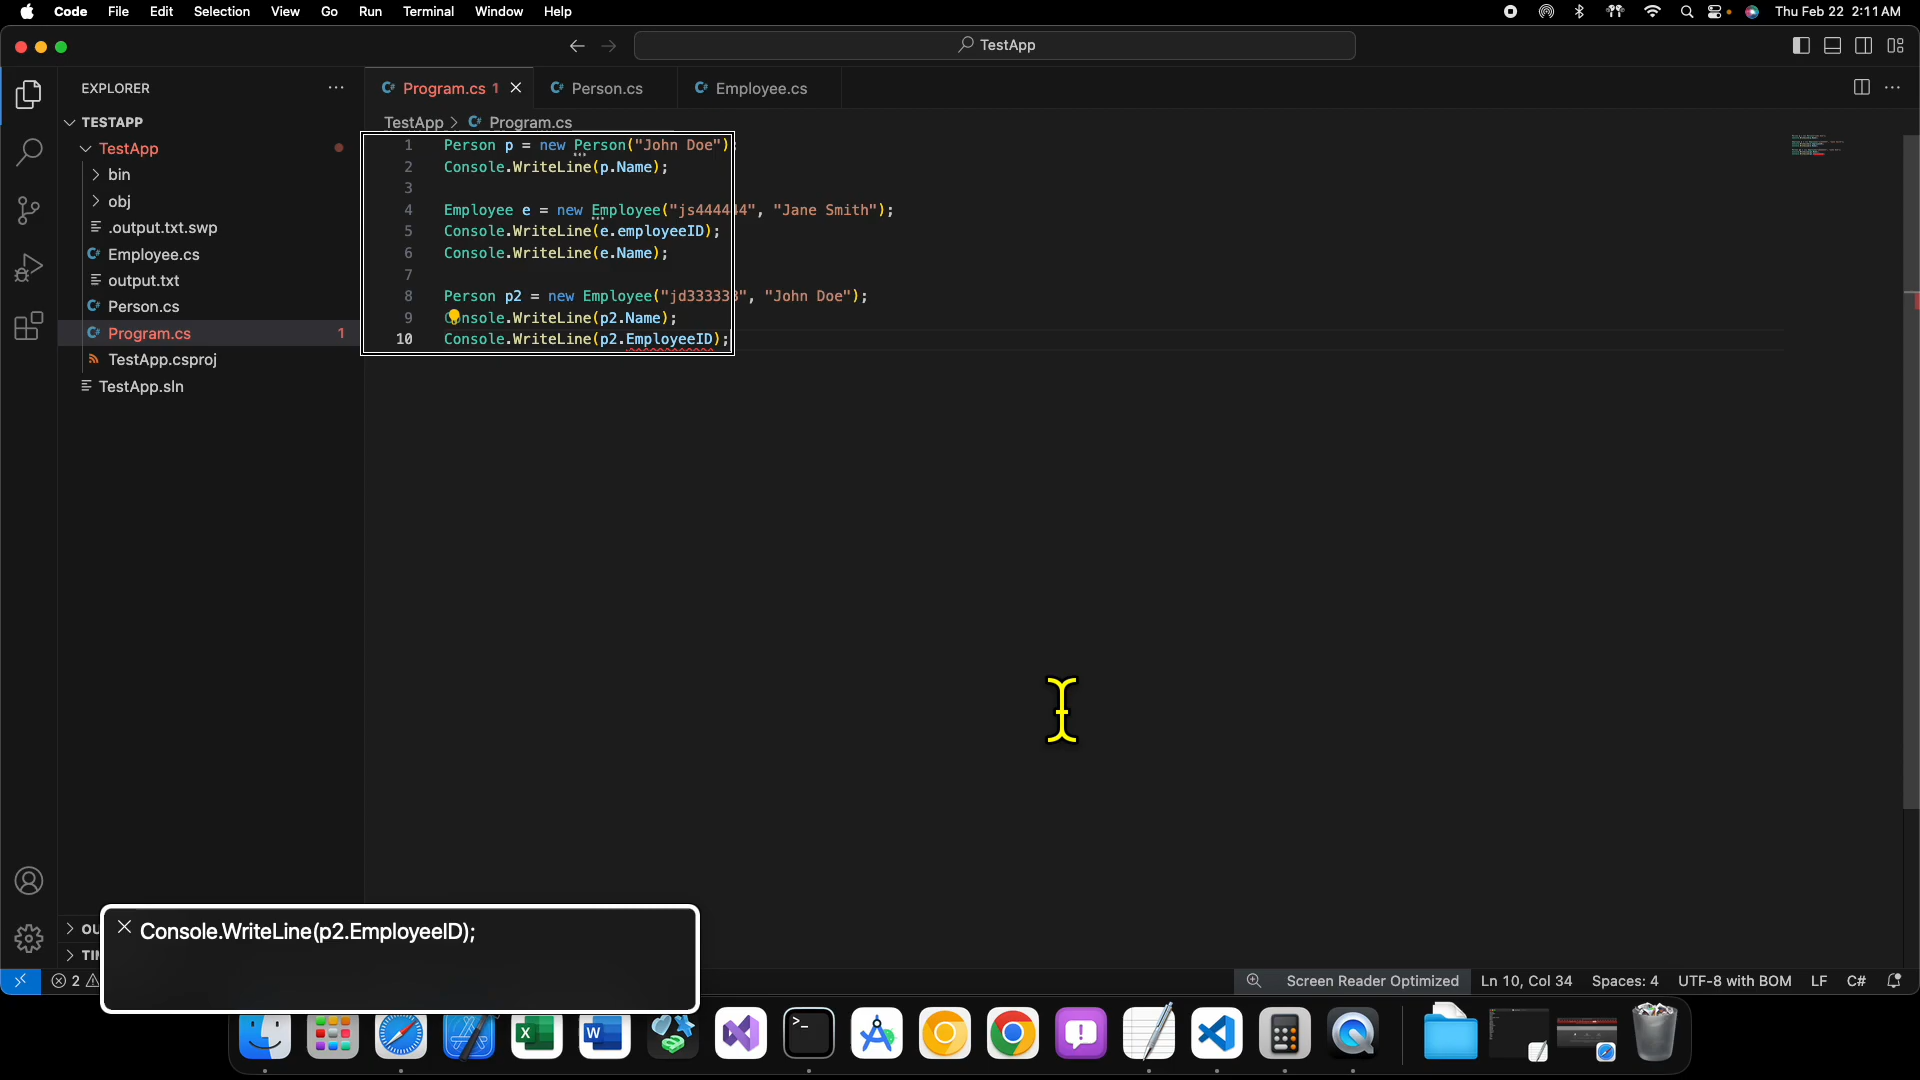 Code File Edit Selection View Go Run Terminal Window Help Thu Feb 22 2:11 AM
TestApp
EXPLORER
Program.cs 1 Person.cs Employee.cs
TESTAPP
TestApp > Program.cs
TestApp
bin
obj
.output.txt.swp
Employee.cs
output.txt
Person.cs
Program.cs 1
TestApp.csproj
TestApp.sln
1 Person p = new Person("John Doe");
2 Console.WriteLine(p.Name);
3
4 Employee e = new Employee("js444444", "Jane Smith");
5 Console.WriteLine(e.employeeID);
6 Console.WriteLine(e.Name);
7
8 Person p2 = new Employee("jd333333", "John Doe");
9 Console.WriteLine(p2.Name);
10 Console.WriteLine(p2.EmployeeID);
Console.WriteLine(p2.EmployeeID);
2
Screen Reader Optimized Ln 10, Col 34 Spaces: 4 UTF-8 with BOM LF C#